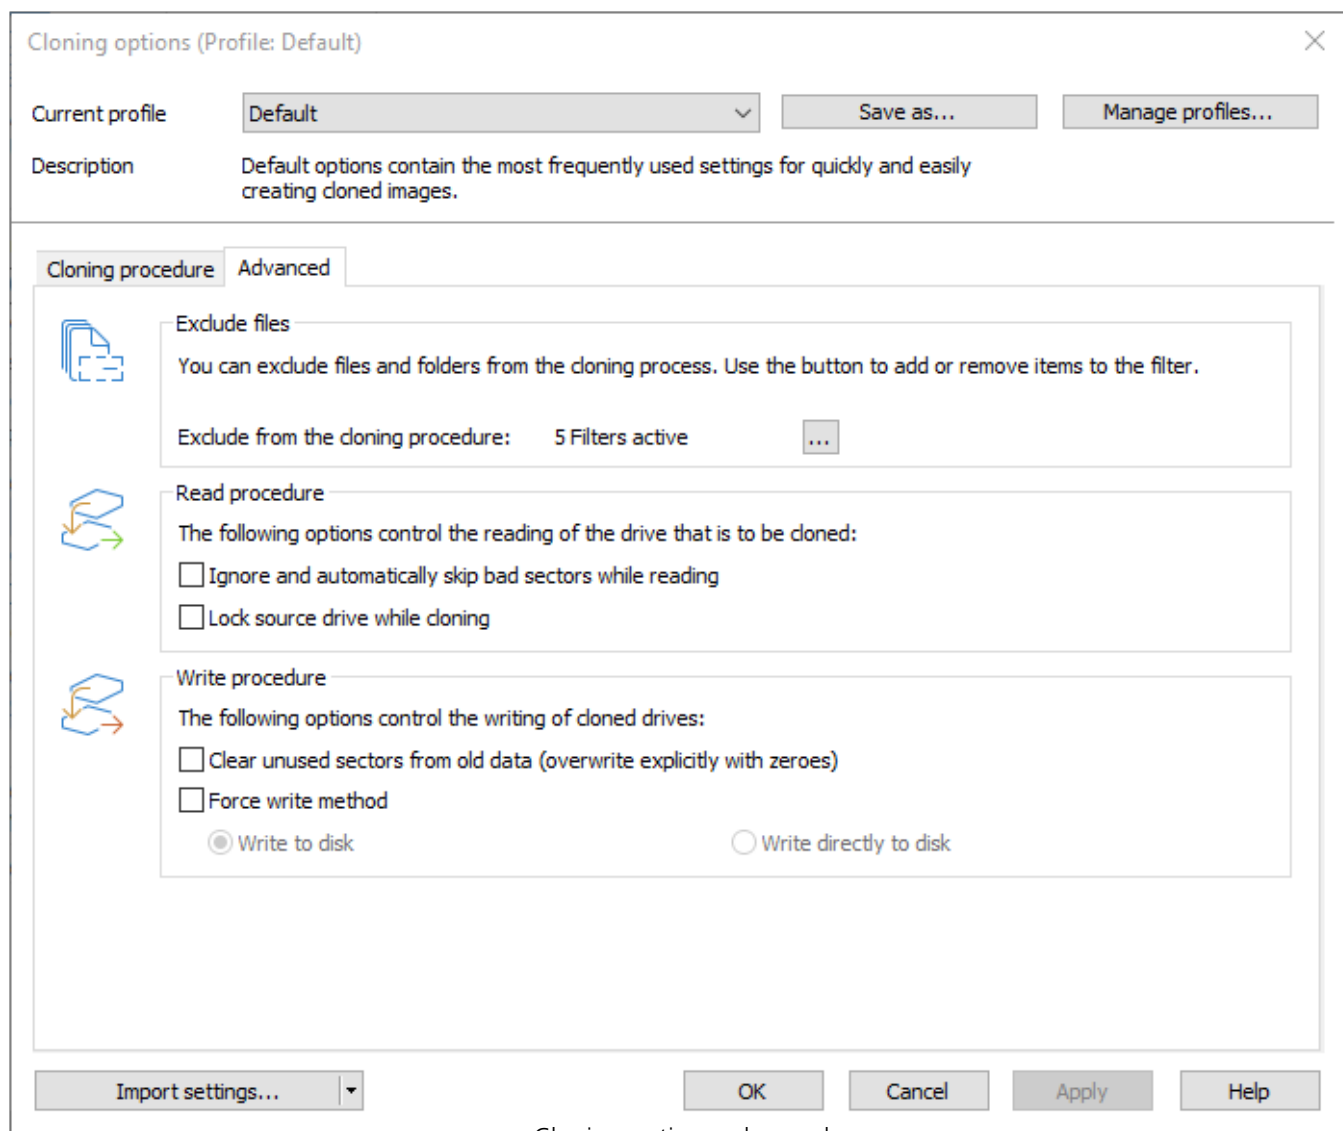 Cloning options (Profile: Default)
Current profile
Default
Save as...
Manage profiles...
Description
Default options contain the most frequently used settings for quickly and easily
creating cloned images.
Cloning procedure
Advanced
Exclude files
You can exclude files and folders from the cloning process. Use the button to add or remove items to the filter.
Exclude from the cloning procedure:
5 Filters active
...
Read procedure
The following options control the reading of the drive that is to be cloned:
Ignore and automatically skip bad sectors while reading
Lock source drive while cloning
Write procedure
The following options control the writing of cloned drives:
Clear unused sectors from old data (overwrite explicitly with zeroes)
Force write method
Write to disk
Write directly to disk
Import settings...
OK
Cancel
Apply
Help